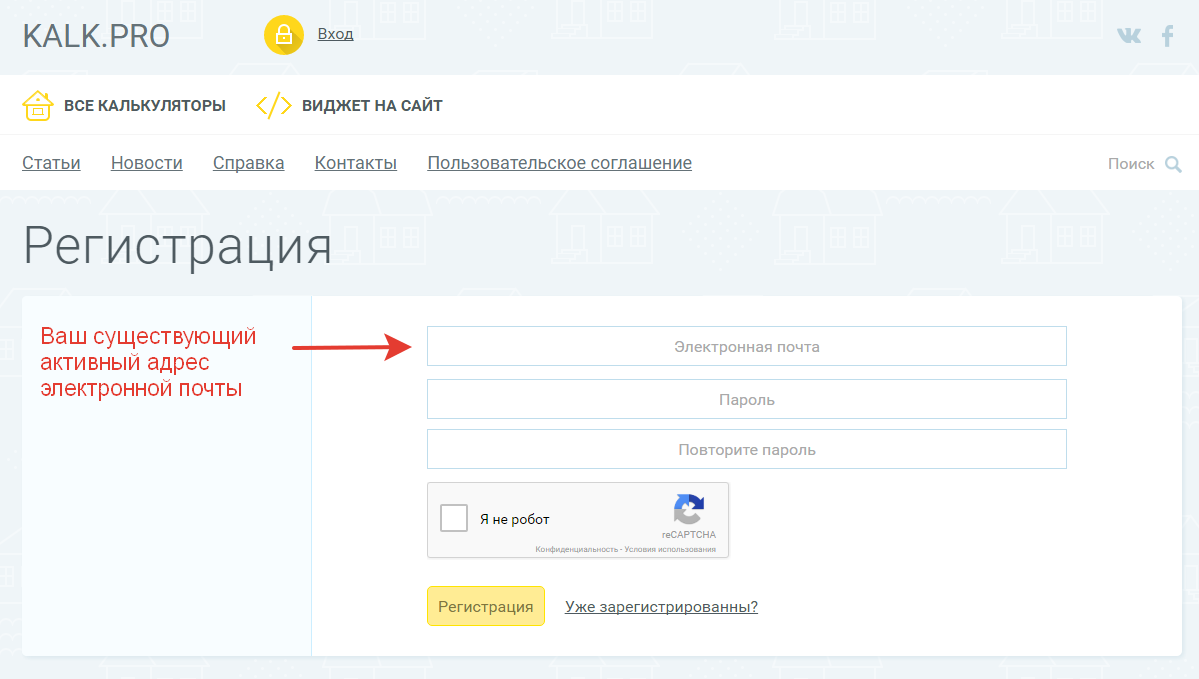 KALK.PRO
Вход
ВСЕ КАЛЬКУЛЯТОРЫ
ВИДЖЕТ НА САЙТ
Статьи
Новости
Справка
Контакты
Пользовательское соглашение
Поиск
Регистрация
Ваш существующий
активный адрес
электронной почты
Электронная почта
Пароль
Повторите пароль
Я не робот
reCAPTCHA
Конфиденциальность - Условия использования
Регистрация
Уже зарегистрированны?